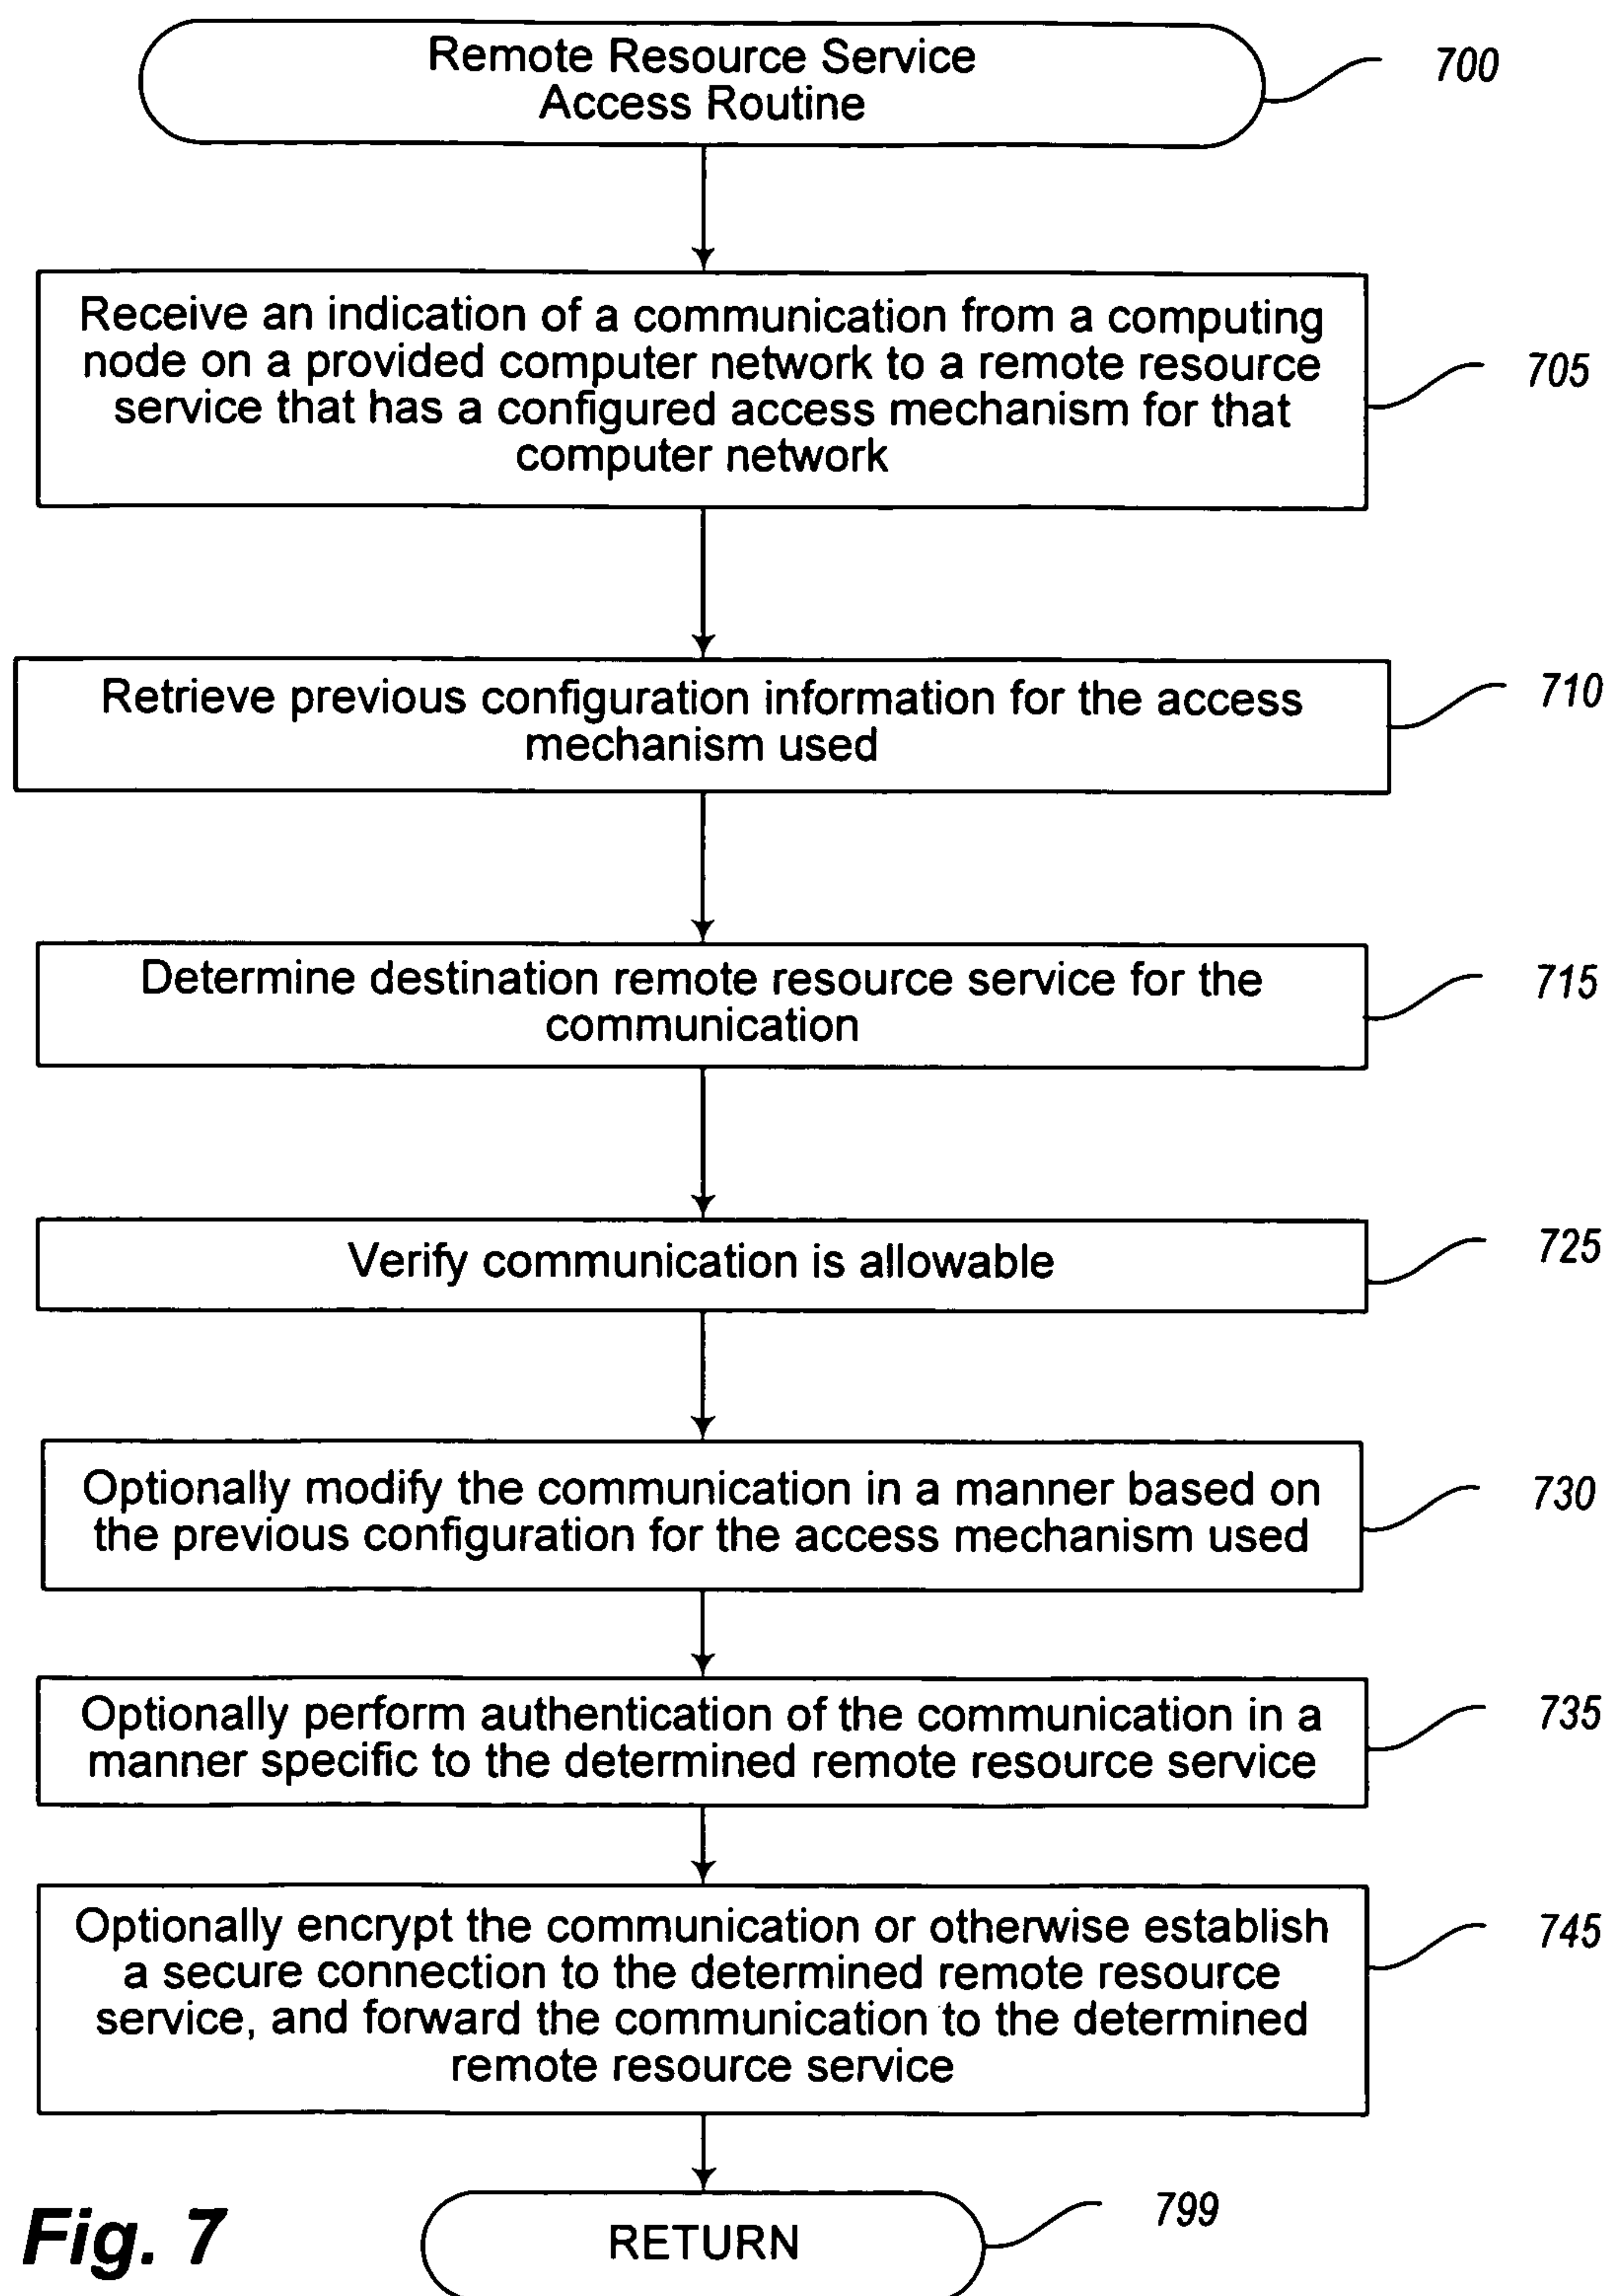 Remote Resource Service
Access Routine
700
Receive an indication of a communication from a computing
node on a provided computer network to a remote resource
service that has a configured access mechanism for that
computer network
705
Retrieve previous configuration information for the access
mechanism used
710
Determine destination remote resource service for the
communication
715
Verify communication is allowable
725
Optionally modify the communication in a manner based on
the previous configuration for the access mechanism used
730
Optionally perform authentication of the communication in a
manner specific to the determined remote resource service
735
Optionally encrypt the communication or otherwise establish
a secure connection to the determined remote resource
service, and forward the communication to the determined
remote resource service
745
RETURN
799
Fig. 7